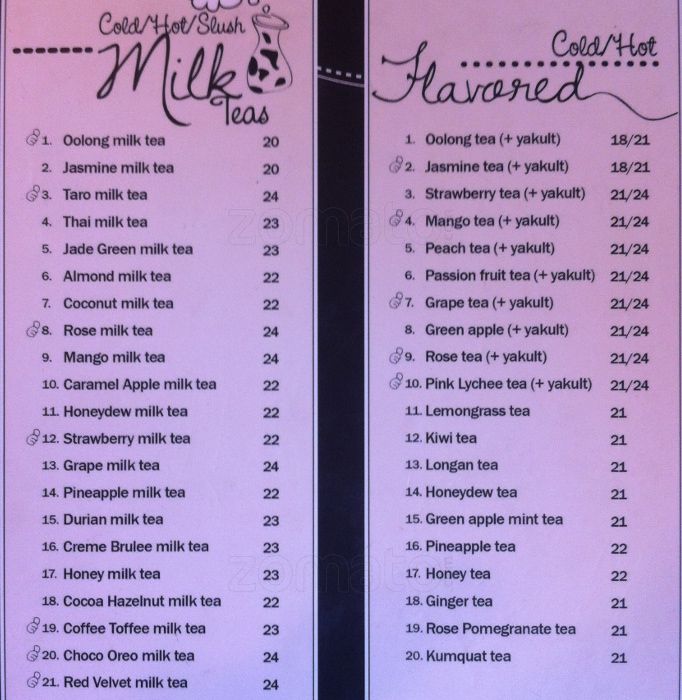 Cold/Hot/Slush
Milk
Teas
1. Oolong milk tea 20
2. Jasmine milk tea 20
3. Taro milk tea 24
4. Thai milk tea 23
5. Jade Green milk tea 23
6. Almond milk tea 22
7. Coconut milk tea 22
8. Rose milk tea 24
9. Mango milk tea 24
10. Caramel Apple milk tea 22
11. Honeydew milk tea 22
12. Strawberry milk tea 22
13. Grape milk tea 24
14. Pineapple milk tea 22
15. Durian milk tea 23
16. Creme Brulee milk tea 23
17. Honey milk tea 23
18. Cocoa Hazelnut milk tea 22
19. Coffee Toffee milk tea 23
20. Choco Oreo milk tea 24
21. Red Velvet milk tea 24
Cold/Hot
Flavored
1. Oolong tea (+ yakult) 18/21
2. Jasmine tea (+ yakult) 18/21
3. Strawberry tea (+ yakult) 21/24
4. Mango tea (+ yakult) 21/24
5. Peach tea (+ yakult) 21/24
6. Passion fruit tea (+ yakult) 21/24
7. Grape tea (+ yakult) 21/24
8. Green apple (+ yakult) 21/24
9. Rose tea (+ yakult) 21/24
10. Pink Lychee tea (+ yakult) 21/24
11. Lemongrass tea 21
12. Kiwi tea 21
13. Longan tea 21
14. Honeydew tea 21
15. Green apple mint tea 21
16. Pineapple tea 22
17. Honey tea 22
18. Ginger tea 21
19. Rose Pomegranate tea 21
20. Kumquat tea 21
zomato
zomato